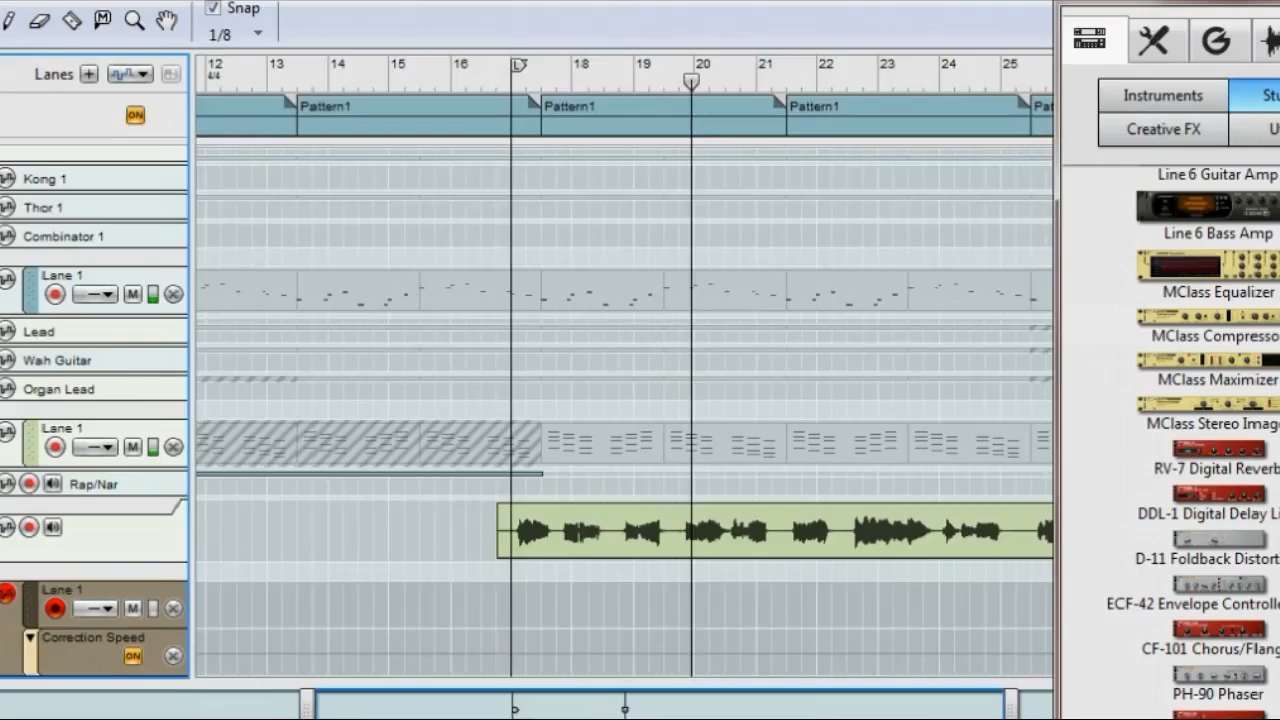 Snap
1/8
Lanes
12 13 14 15 16 L 18 19 20 21 22 23 24 25
4/4
ON
Pattern1 Pattern1 Pattern1
Instruments
Creative FX
Kong 1
Thor 1
Combinator 1
Lane 1
M
Lead
Wah Guitar
Organ Lead
Lane 1
M
Rap/Nar
Lane 1
M
Correction Speed
ON
Line 6 Guitar Amp
Line 6 Bass Amp
MClass Equalizer
MClass Compresso
MClass Maximizer
MClass Stereo Imag
RV-7 Digital Reverb
DDL-1 Digital Delay Li
D-11 Foldback Distort
ECF-42 Envelope Controlle
CF-101 Chorus/Flang
PH-90 Phaser